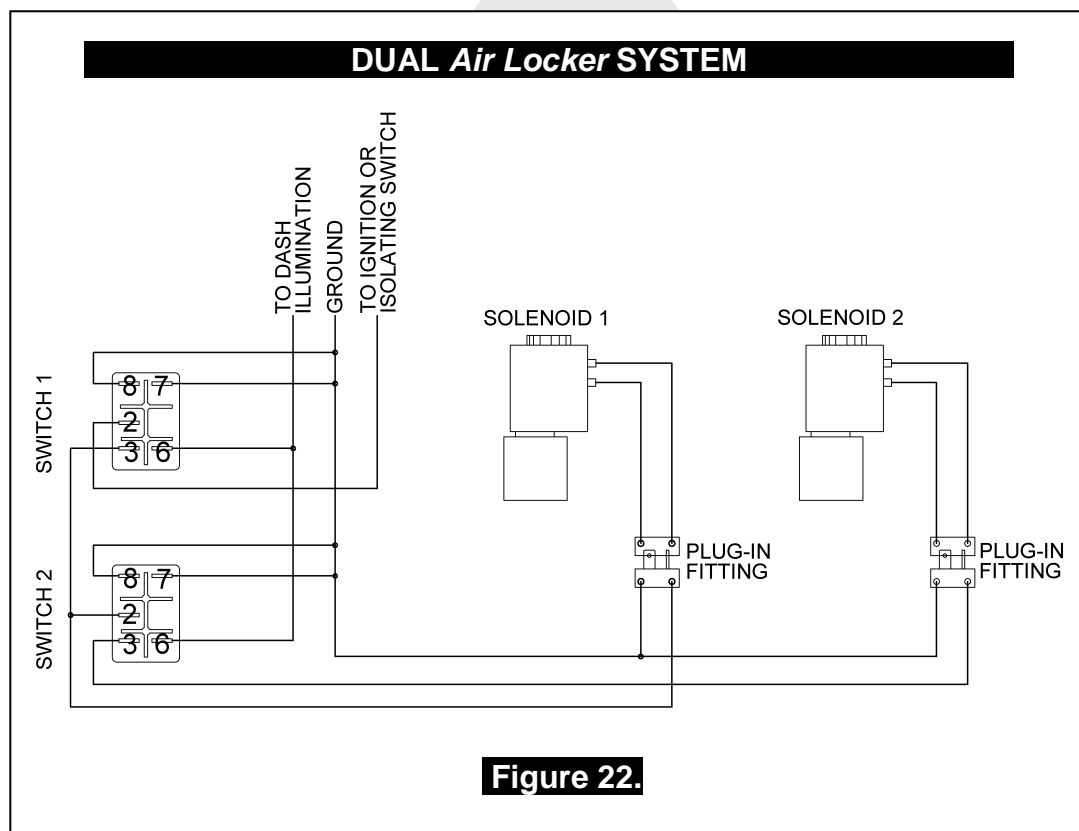 DUAL Air Locker SYSTEM
TO DASH
ILLUMINATION
GROUND
TO IGNITION OR
ISOLATING SWITCH
SOLENOID 1
SOLENOID 2
SWITCH 1
8 7
2
3 6
SWITCH 2
8 7
2
3 6
PLUG-IN
FITTING
PLUG-IN
FITTING
Figure 22.